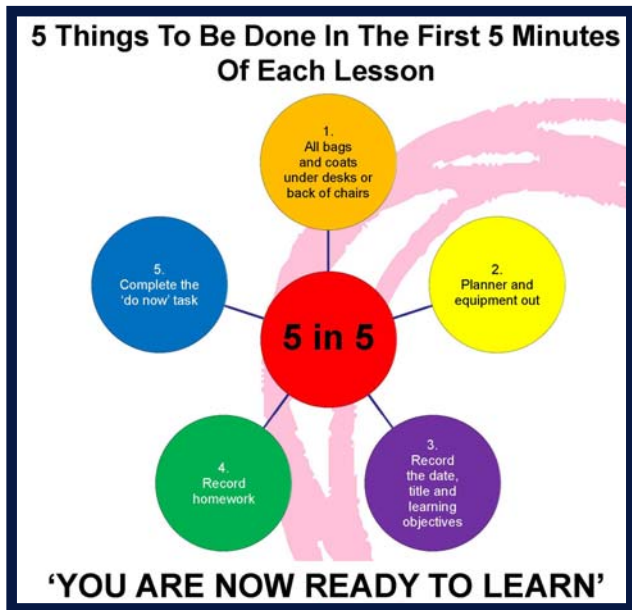 5 Things To Be Done In The First 5 Minutes
Of Each Lesson
1.
All bags
and coats
under desks or
back of chairs
2.
Planner and
equipment out
3.
Record
the date,
title and
learning
objectives
4.
Record
homework
5.
Complete the
'do now' task
5 in 5
'YOU ARE NOW READY TO LEARN'